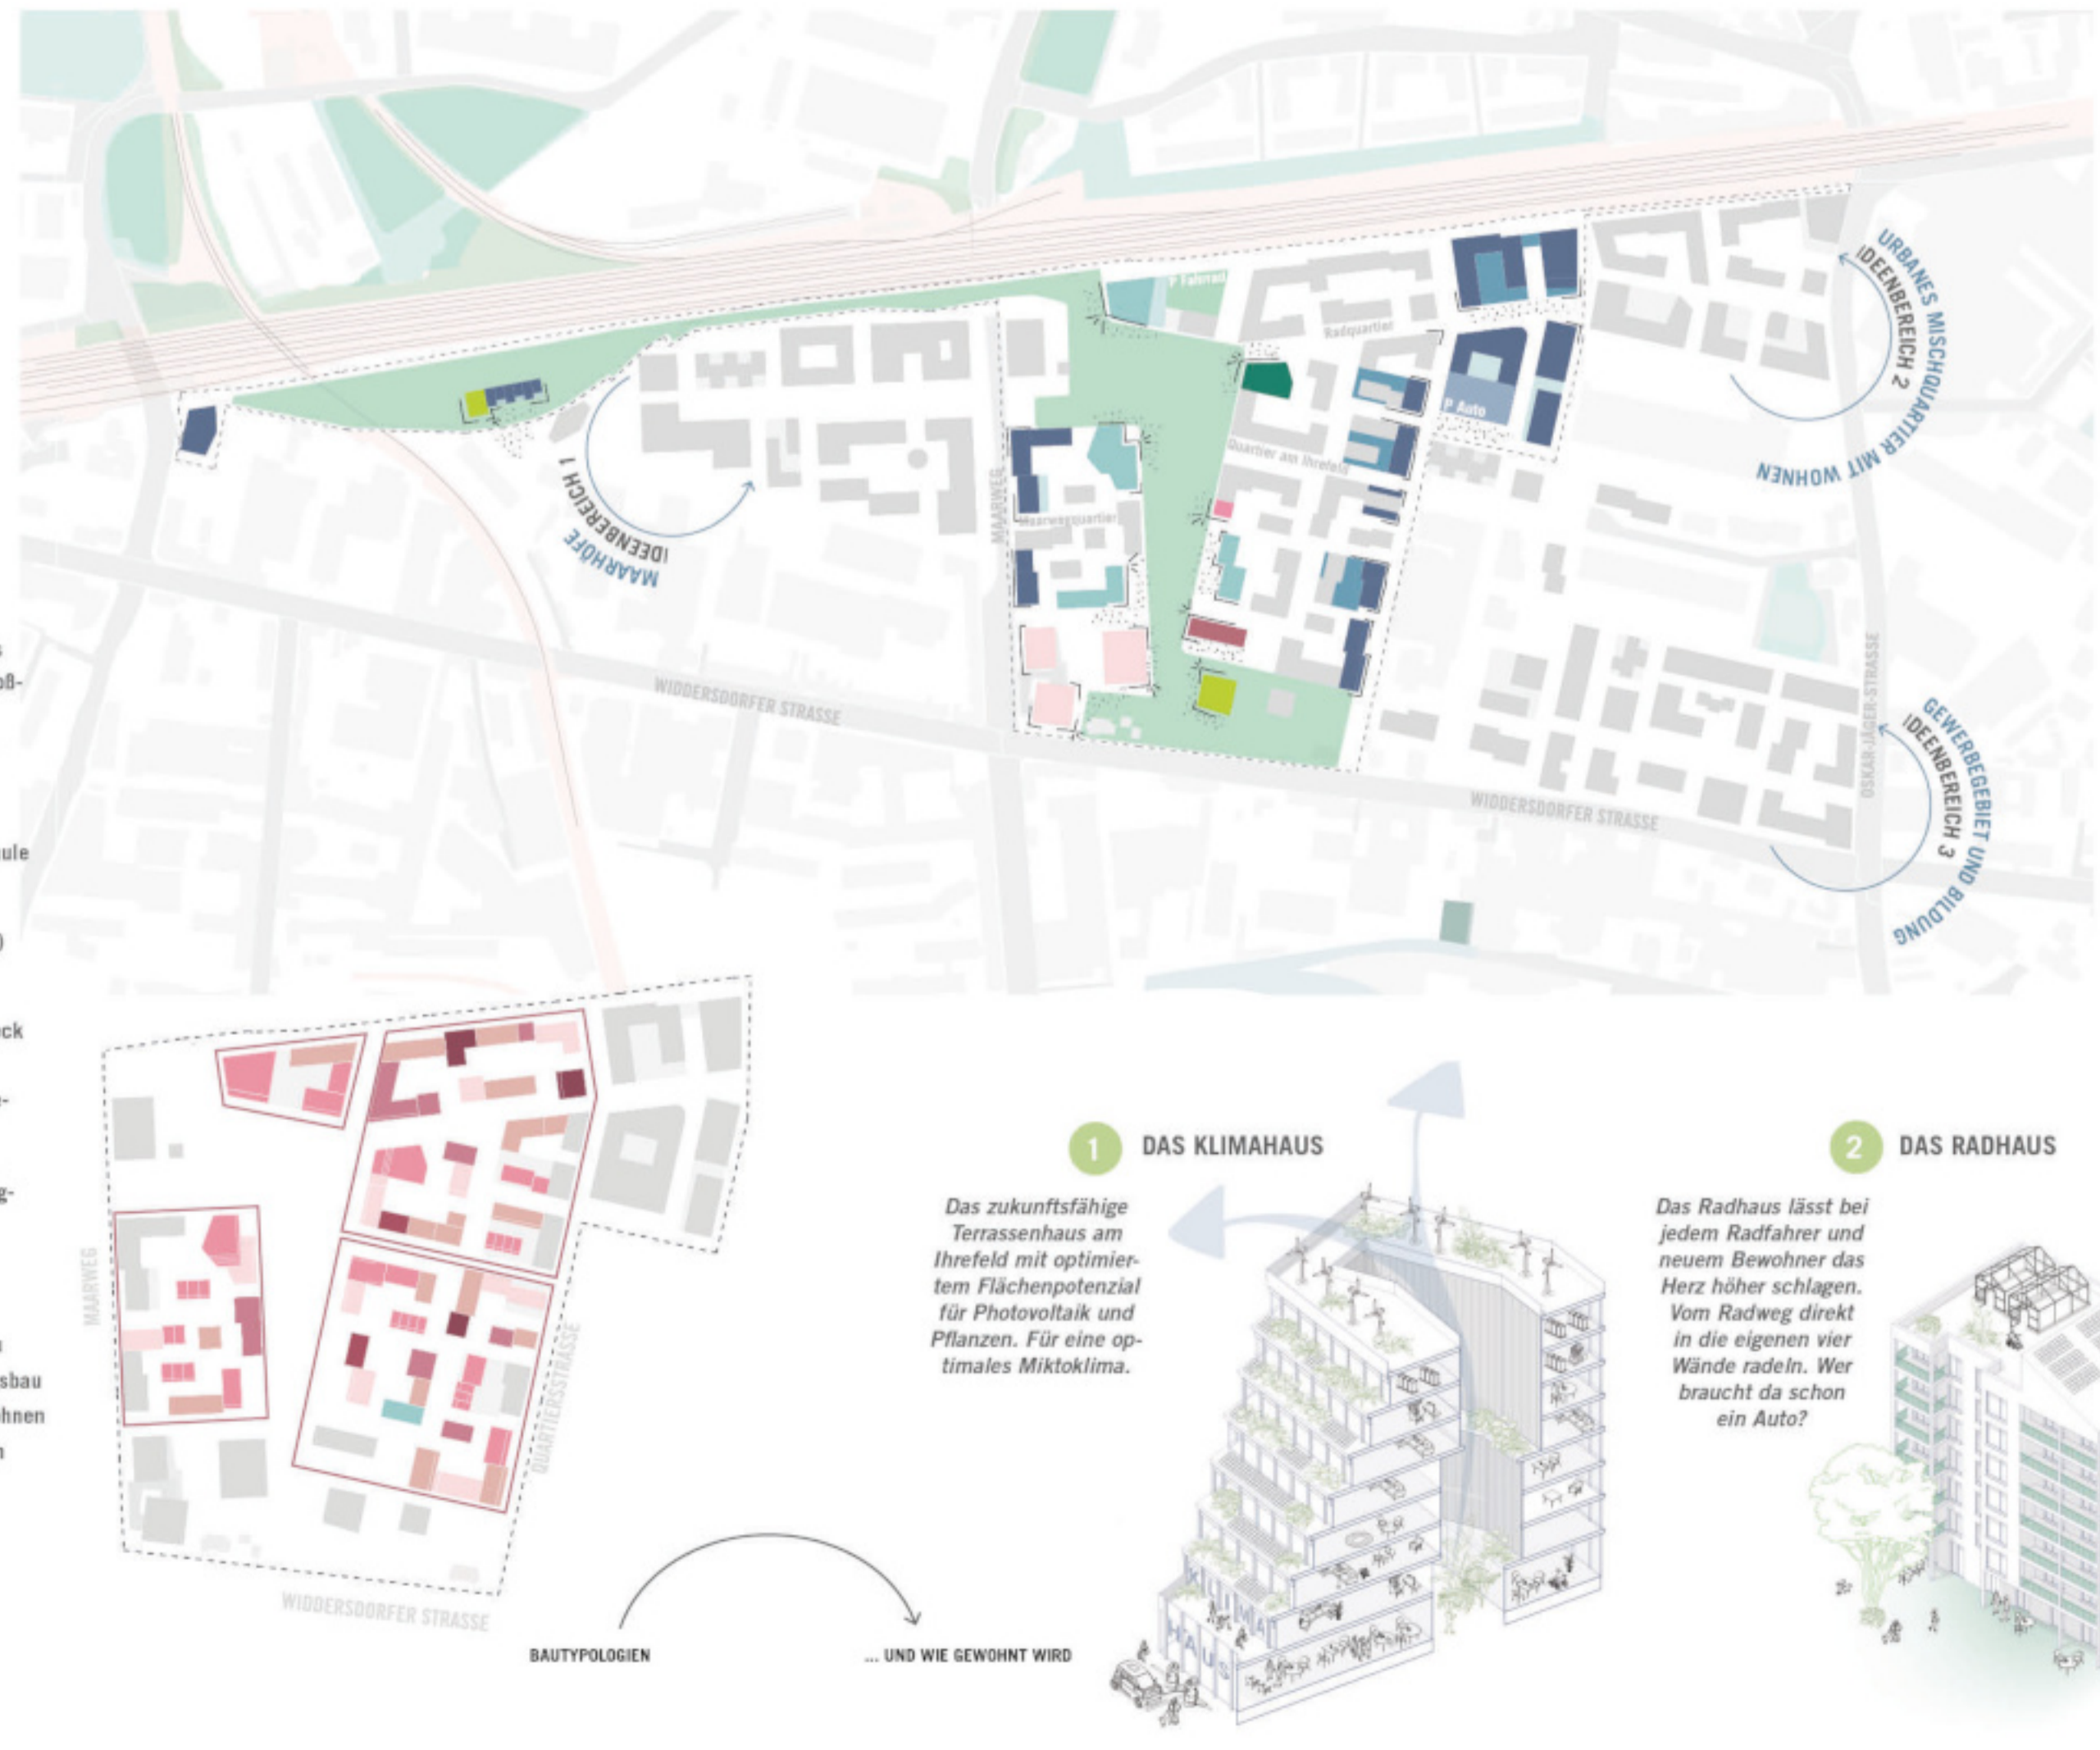 P Fahrrad
Radquartier
P Auto
Quartier am Ihrefeld
Maarwegquartier
MAARWEG
URBANES MISCHQUARTIER MIT WOHNEN
IDEENBEREICH 2
IDEENBEREICH 1
MAARHÖFE
WIDDERSDORFER STRASSE
WIDDERSDORFER STRASSE
OSKAR-JÄGER-STRASSE
GEWERBEGEBIET UND BILDUNG
IDEENBEREICH 3
MAARWEG
QUARTIERSSTRASSE
WIDDERSDORFER STRASSE
BAUTYPOLOGIEN
... UND WIE GEWOHNT WIRD
1 DAS KLIMAHAUS
Das zukunftsfähige
Terrassenhaus am
Ihrefeld mit optimier-
tem Flächenpotenzial
für Photovoltaik und
Pflanzen. Für eine op-
timales Miktoklima.
KLIMA
HAUS
2 DAS RADHAUS
Das Radhaus lässt bei
jedem Radfahrer und
neuem Bewohner das
Herz höher schlagen.
Vom Radweg direkt
in die eigenen vier
Wände radeln. Wer
braucht da schon
ein Auto?